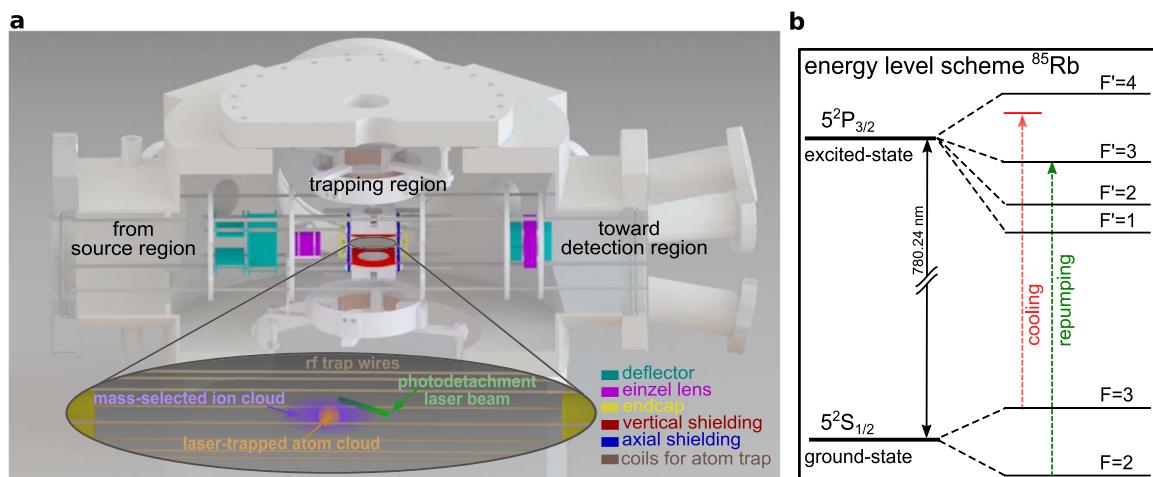 a
trapping region
from
source region
toward
detection region
rf trap wires
photodetachment
laser beam
mass-selected ion cloud
laser-trapped atom cloud
deflector
einzel lens
endcap
vertical shielding
axial shielding
coils for atom trap
b
energy level scheme ⁸⁵Rb
F'=4
5²P₃/₂
excited-state
F'=3
F'=2
F'=1
780.24 nm
cooling
repumping
F=3
5²S₁/₂
ground-state
F=2